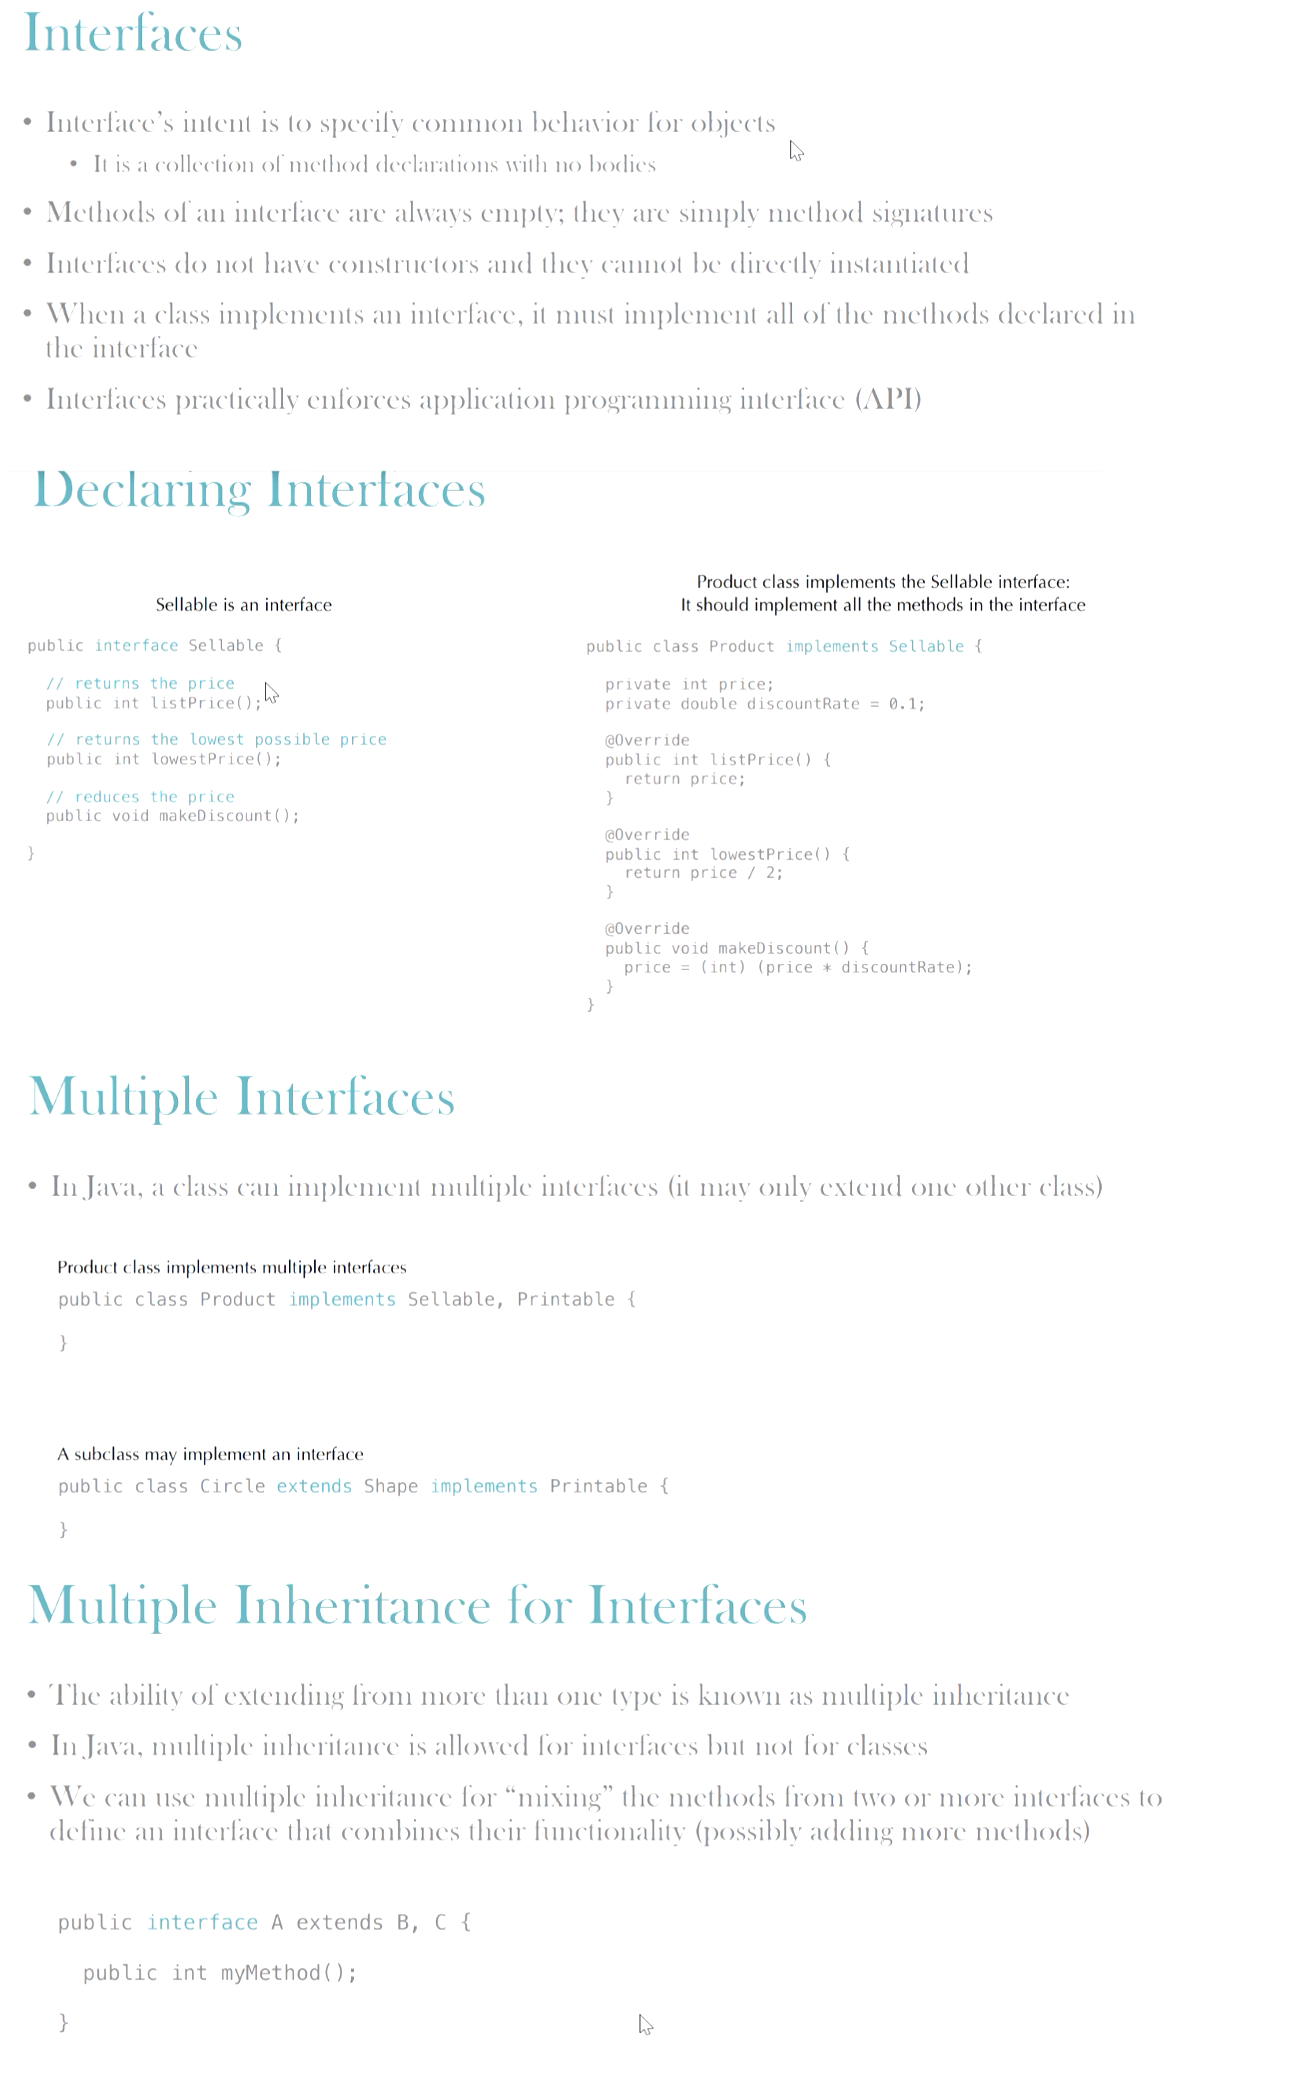 Interfaces
• Interface's intent is to specify common behavior for objects
• It is a collection of method declarations with no bodies
• Methods of an interface are always empty; they are simply method signatures
• Interfaces do not have constructors and they cannot be directly instantiated
• When a class implements an interface, it must implement all of the methods declared in
the interface
• Interfaces practically enforces application programming interface (API)
Declaring Interfaces
Sellable is an interface
public interface Sellable {
// returns the price
public int listPrice();
// returns the lowest possible price
public int lowestPrice();
// reduces the price
public void makeDiscount();
}
Product class implements the Sellable interface:
It should implement all the methods in the interface
public class Product implements Sellable {
private int price;
private double discountRate = 0.1;
@Override
public int listPrice() {
return price;
}
@Override
public int lowestPrice() {
return price / 2;
}
@Override
public void makeDiscount() {
price = (int) (price * discountRate);
}
}
Multiple Interfaces
• In Java, a class can implement multiple interfaces (it may only extend one other class)
Product class implements multiple interfaces
public class Product implements Sellable, Printable {
}
A subclass may implement an interface
public class Circle extends Shape implements Printable {
}
Multiple Inheritance for Interfaces
• The ability of extending from more than one type is known as multiple inheritance
• In Java, multiple inheritance is allowed for interfaces but not for classes
• We can use multiple inheritance for “mixing” the methods from two or more interfaces to
define an interface that combines their functionality (possibly adding more methods)
public interface A extends B, C {
public int myMethod();
}